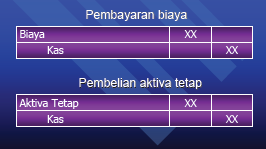 Pembayaran biaya
Biaya XX
Kas XX
Pembelian aktiva tetap
Aktiva Tetap XX
Kas XX